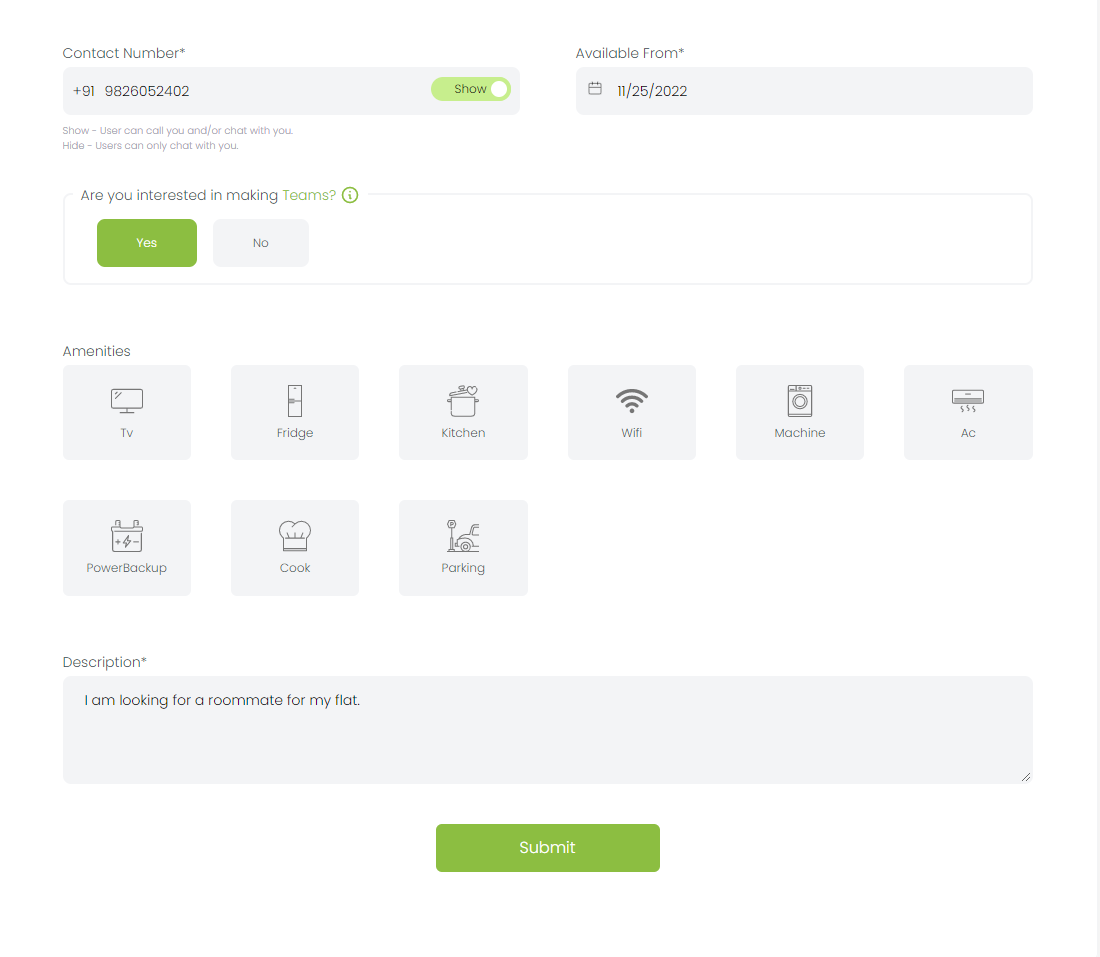 Contact Number*
Available From*
+91 9826052402
Show
11/25/2022
Show - User can call you and/or chat with you.
Hide - Users can only chat with you.
Are you interested in making Teams?
Yes
No
Amenities
Tv
Fridge
Kitchen
Wifi
Machine
Ac
PowerBackup
Cook
Parking
Description*
I am looking for a roommate for my flat.
Submit